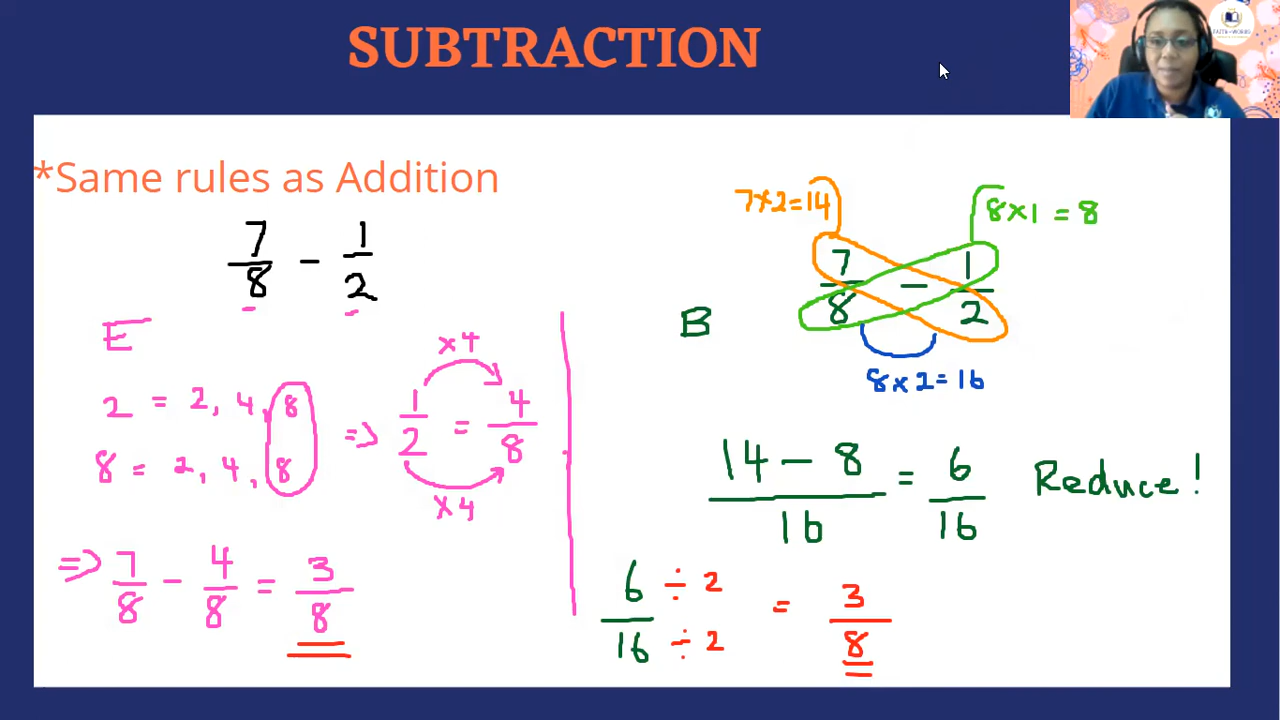 SUBTRACTION
FAITH WORKS
*Same rules as Addition
7/8 - 1/2
E
2 = 2, 4, 8
8 = 2, 4, 8
=> 1/2 = 4/8
x4
x4
=> 7/8 - 4/8 = 3/8
7x2=14
8x1=8
B
7/8 - 1/2
8x2=16
14-8/16 = 6/16 Reduce!
6÷2/16÷2 = 3/8